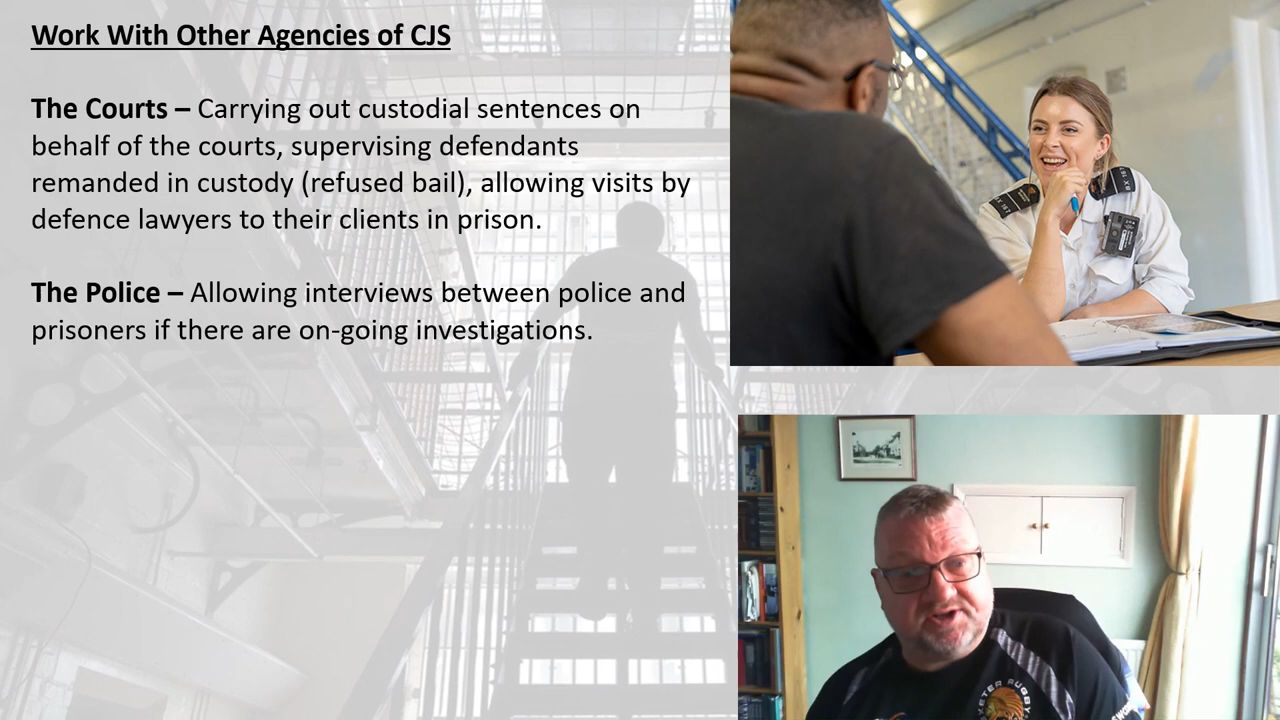 Work With Other Agencies of CJS
The Courts – Carrying out custodial sentences on
behalf of the courts, supervising defendants
remanded in custody (refused bail), allowing visits by
defence lawyers to their clients in prison.
The Police – Allowing interviews between police and
prisoners if there are on-going investigations.